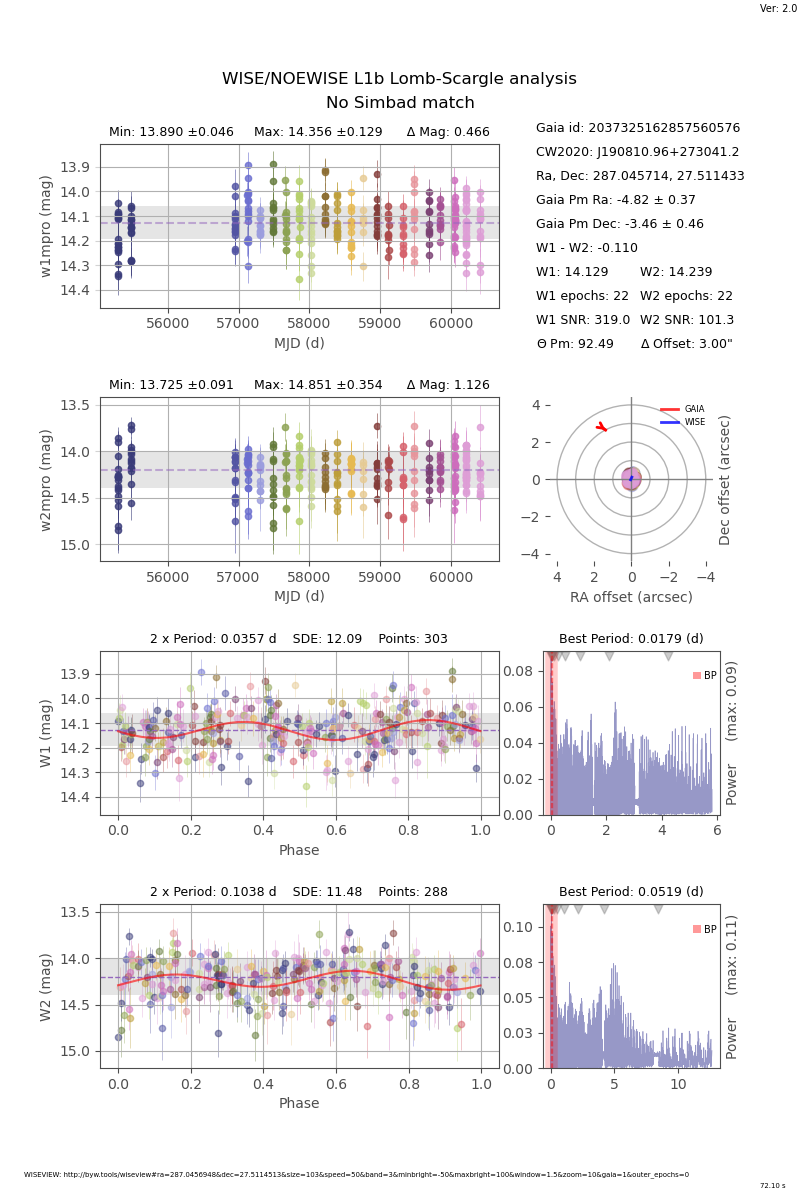 Ver: 2.0
WISE/NOEWISE L1b Lomb-Scargle analysis
No Simbad match
Min: 13.890 ±0.046 Max: 14.356 ±0.129 Δ Mag: 0.466
13.9
14.0
14.1
14.2
14.3
14.4
w1mpro (mag)
56000 57000 58000 59000 60000
MJD (d)
Gaia id: 2037325162857560576
CW2020: J190810.96+273041.2
Ra, Dec: 287.045714, 27.511433
Gaia Pm Ra: -4.82 ± 0.37
Gaia Pm Dec: -3.46 ± 0.46
W1 - W2: -0.110
W1: 14.129 W2: 14.239
W1 epochs: 22 W2 epochs: 22
W1 SNR: 319.0 W2 SNR: 101.3
Θ Pm: 92.49 Δ Offset: 3.00"
Min: 13.725 ±0.091 Max: 14.851 ±0.354 Δ Mag: 1.126
13.5
14.0
14.5
15.0
w2mpro (mag)
56000 57000 58000 59000 60000
MJD (d)
GAIA
WISE
4
2
0
−2
−4
4 2 0 −2 −4
RA offset (arcsec)
Dec offset (arcsec)
2 x Period: 0.0357 d SDE: 12.09 Points: 303
13.9
14.0
14.1
14.2
14.3
14.4
W1 (mag)
0.0 0.2 0.4 0.6 0.8 1.0
Phase
Best Period: 0.0179 (d)
BP
0.08
0.06
0.04
0.02
0.00
0 2 4 6
Power (max: 0.09)
2 x Period: 0.1038 d SDE: 11.48 Points: 288
13.5
14.0
14.5
15.0
W2 (mag)
0.0 0.2 0.4 0.6 0.8 1.0
Phase
Best Period: 0.0519 (d)
BP
0.10
0.08
0.05
0.03
0.00
0 5 10
Power (max: 0.11)
WISEVIEW: http://byw.tools/wiseview#ra=287.0456948&dec=27.5114513&size=103&speed=50&band=3&minbright=-50&maxbright=100&window=1.5&zoom=10&gaia=1&outer_epochs=0
72.10 s